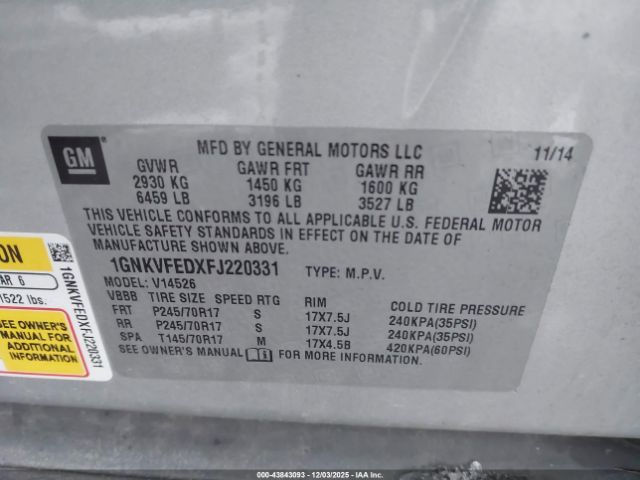 GM
MFD BY GENERAL MOTORS LLC 11/14
GVWR GAWR FRT GAWR RR
2930 KG 1450 KG 1600 KG
6459 LB 3196 LB 3527 LB
THIS VEHICLE CONFORMS TO ALL APPLICABLE U.S. FEDERAL MOTOR
VEHICLE SAFETY STANDARDS IN EFFECT ON THE DATE OF
MANUFACTURE SHOWN ABOVE.
1GNKVFEDXFJ220331 TYPE: M.P.V.
MODEL: V14526
VBBB TIRE SIZE SPEED RTG RIM COLD TIRE PRESSURE
FRT P245/70R17 S 17X7.5J 240KPA(35PSI)
RR P245/70R17 S 17X7.5J 240KPA(35PSI)
SPA T145/70R17 M 17X4.5B 420KPA(60PSI)
SEE OWNER'S MANUAL FOR MORE INFORMATION.
ON
AR 6
1522 lbs.
SEE OWNER'S
MANUAL FOR
ADDITIONAL
INFORMATION
1GNKVFEDXFJ220331
000-43843093 - 12/03/2025 - IAA, Inc.